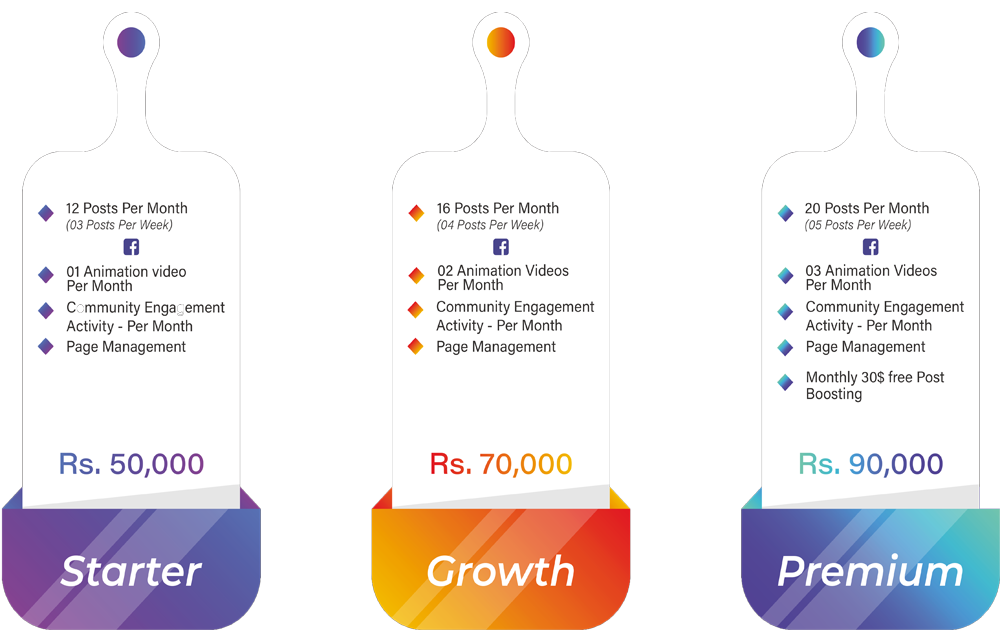 12 Posts Per Month
(03 Posts Per Week)
01 Animation video
Per Month
Community Engagement
Activity - Per Month
Page Management
Rs. 50,000
Starter
16 Posts Per Month
(04 Posts Per Week)
02 Animation Videos
Per Month
Community Engagement
Activity - Per Month
Page Management
Rs. 70,000
Growth
20 Posts Per Month
(05 Posts Per Week)
03 Animation Videos
Per Month
Community Engagement
Activity - Per Month
Page Management
Monthly 30$ free Post
Boosting
Rs. 90,000
Premium